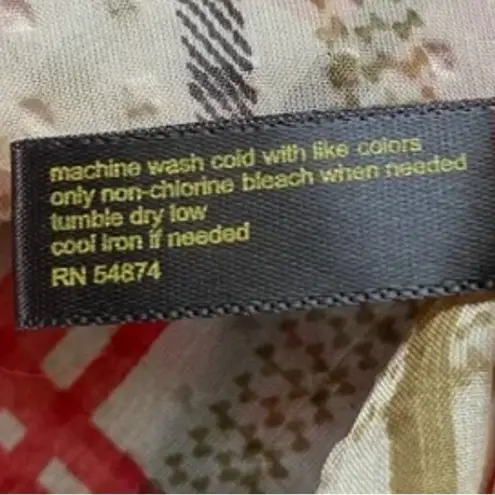 machine wash cold with like colors
only non-chlorine bleach when needed
tumble dry low
cool iron if needed
RN 54874